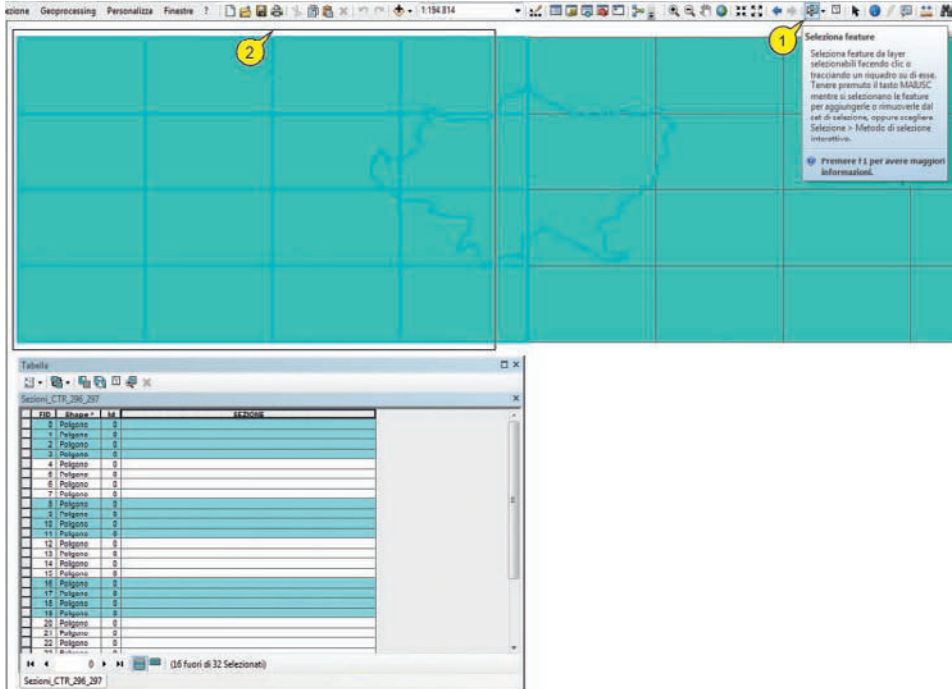 zione Geoprocessing Personalizza Finestre ? 1:194.814
1
2
Seleziona feature
Seleziona feature da layer
selezionabili facendo clic o
tracciando un riquadro su di esse.
Tenere premuto il tasto MAIUSC
mentre si selezionano le feature
per aggiungerle o rimuoverle dal
set di selezione, oppure scegliere
Selezione > Metodo di selezione
interattivo.
Premere F1 per avere maggiori
informazioni.
Tabella
Sezioni_CTR_296_297
FID Shape * Id SEZIONE
0 Poligono 0
1 Poligono 0
2 Poligono 0
3 Poligono 0
4 Poligono 0
5 Poligono 0
6 Poligono 0
7 Poligono 0
8 Poligono 0
9 Poligono 0
10 Poligono 0
11 Poligono 0
12 Poligono 0
13 Poligono 0
14 Poligono 0
15 Poligono 0
16 Poligono 0
17 Poligono 0
18 Poligono 0
19 Poligono 0
20 Poligono 0
21 Poligono 0
22 Poligono 0
0 (16 fuori di 32 Selezionati)
Sezioni_CTR_296_297